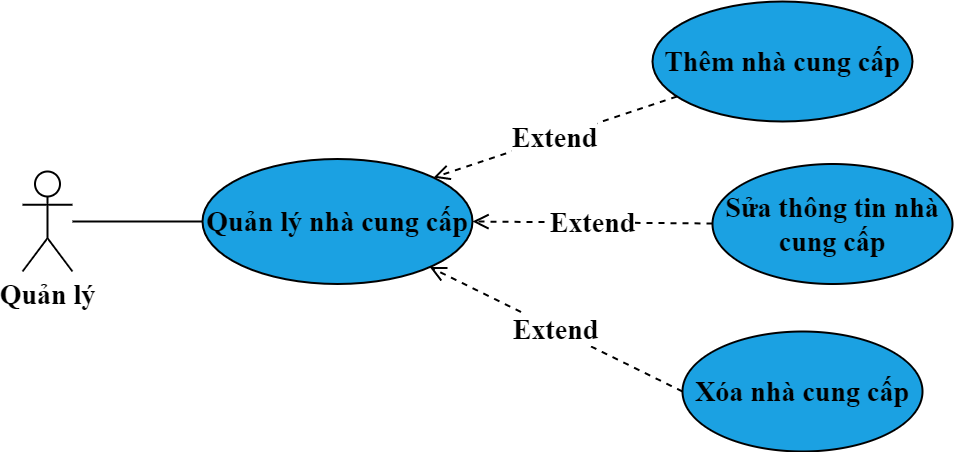 Thêm nhà cung cấp
Extend
Quản lý nhà cung cấp
Extend
Sửa thông tin nhà
cung cấp
Quản lý
Extend
Xóa nhà cung cấp